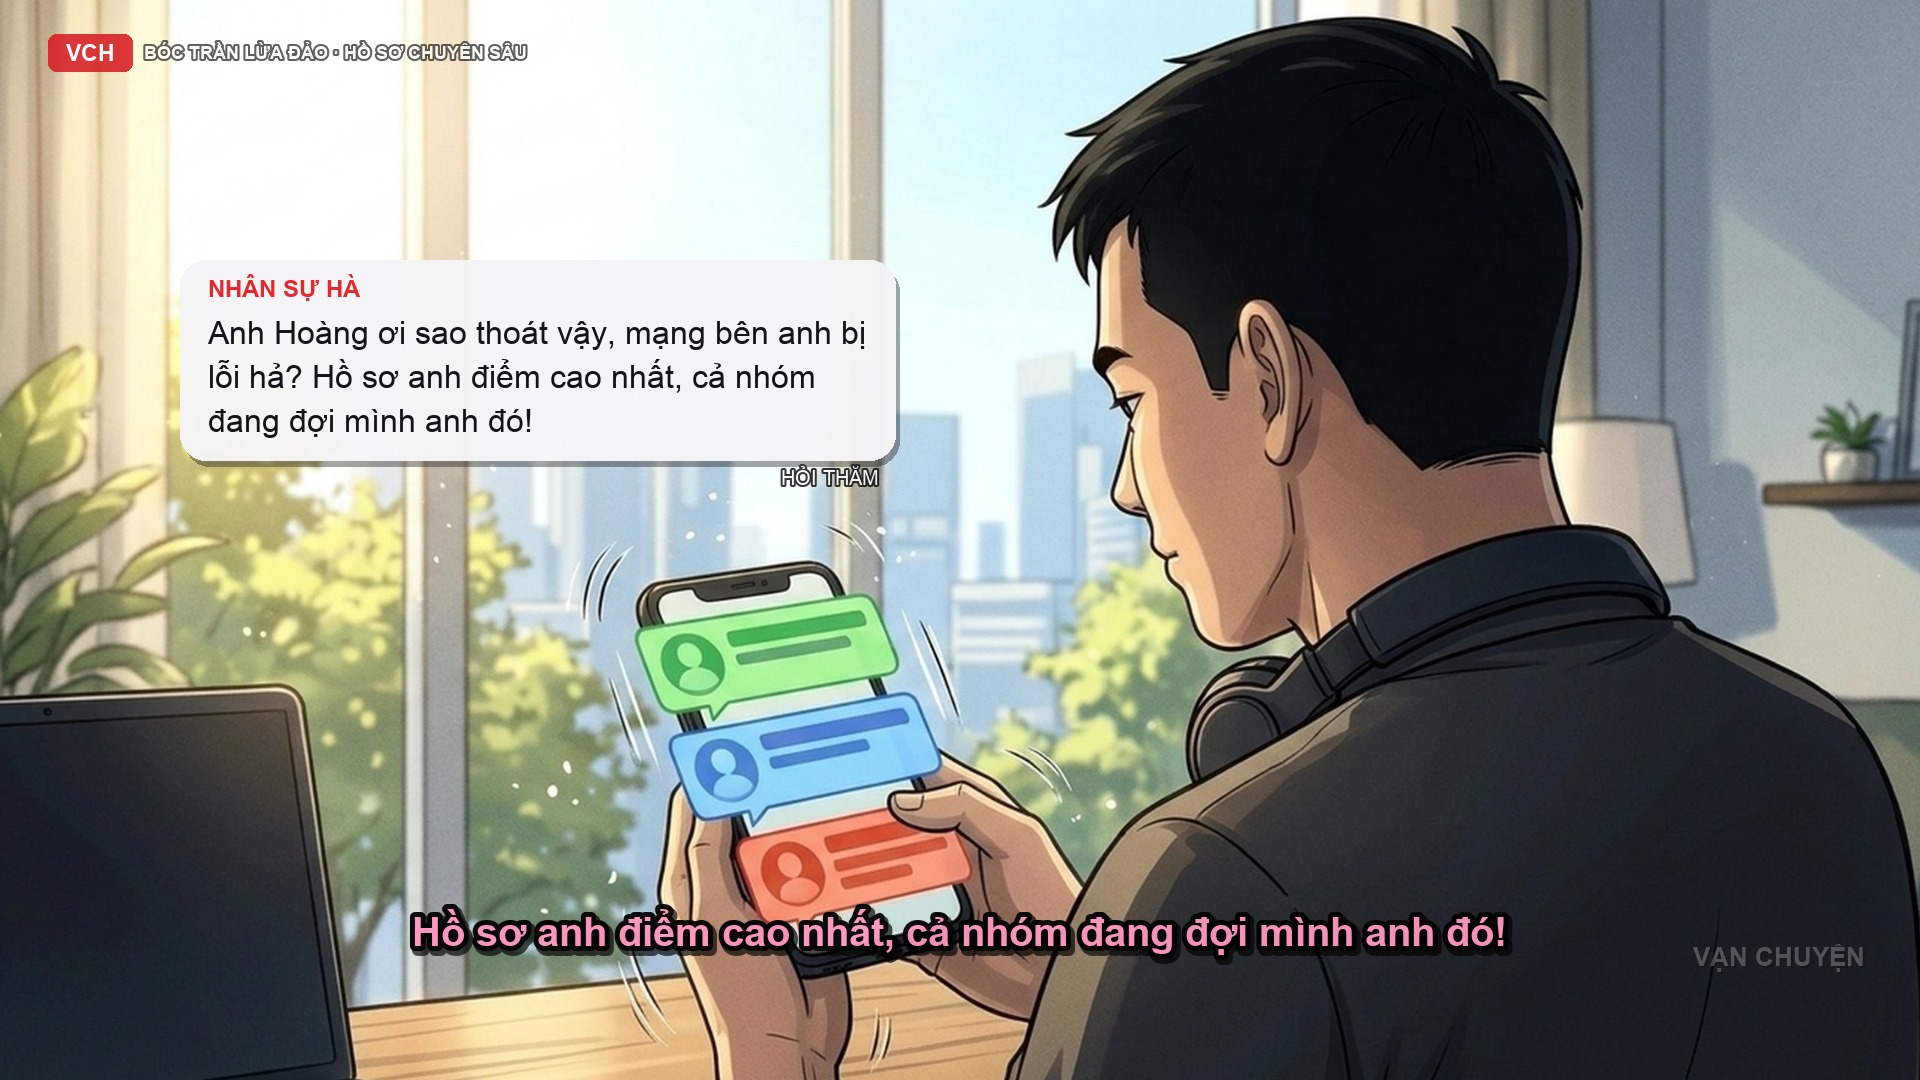 VCH BÓC TRẦN LỪA ĐẢO · HỒ SƠ CHUYÊN SÂU
NHÂN SỰ HÀ
Anh Hoàng ơi sao thoát vậy, mạng bên anh bị
lỗi hả? Hồ sơ anh điểm cao nhất, cả nhóm
đang đợi mình anh đó!
HỎI THĂM
Hồ sơ anh điểm cao nhất, cả nhóm đang đợi mình anh đó!
VẠN CHUYỆN